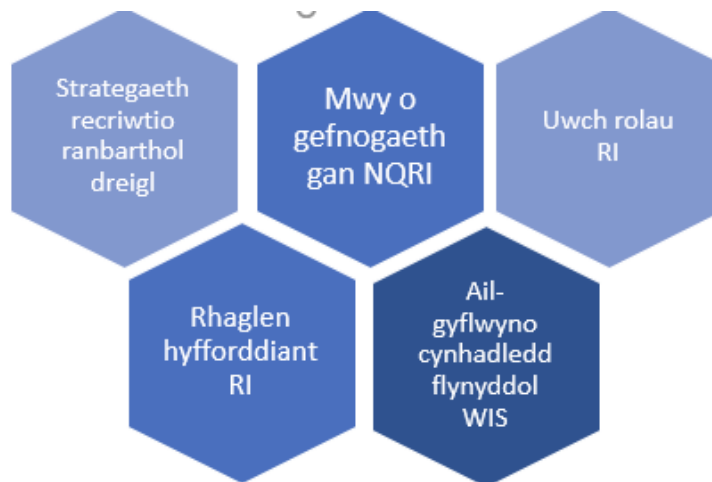 Strategaeth
recriwtio
ranbarthol
dreigl
Mwy o
gefnogaeth
gan NQRI
Uwch rolau
RI
Rhaglen
hyfforddiant
RI
Ail-
gyflwyno
cynhadledd
flynyddol
WIS